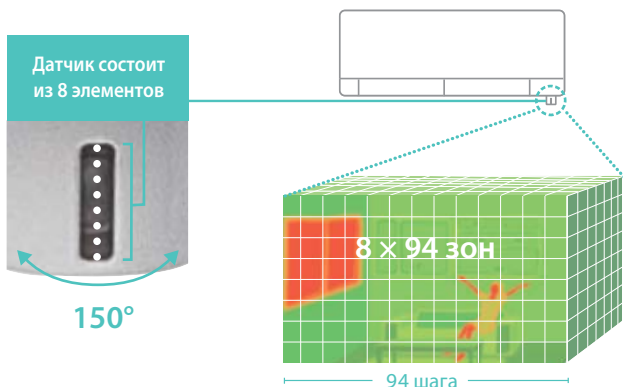 Датчик состоит
из 8 элементов
150°
8 × 94 зон
94 шага